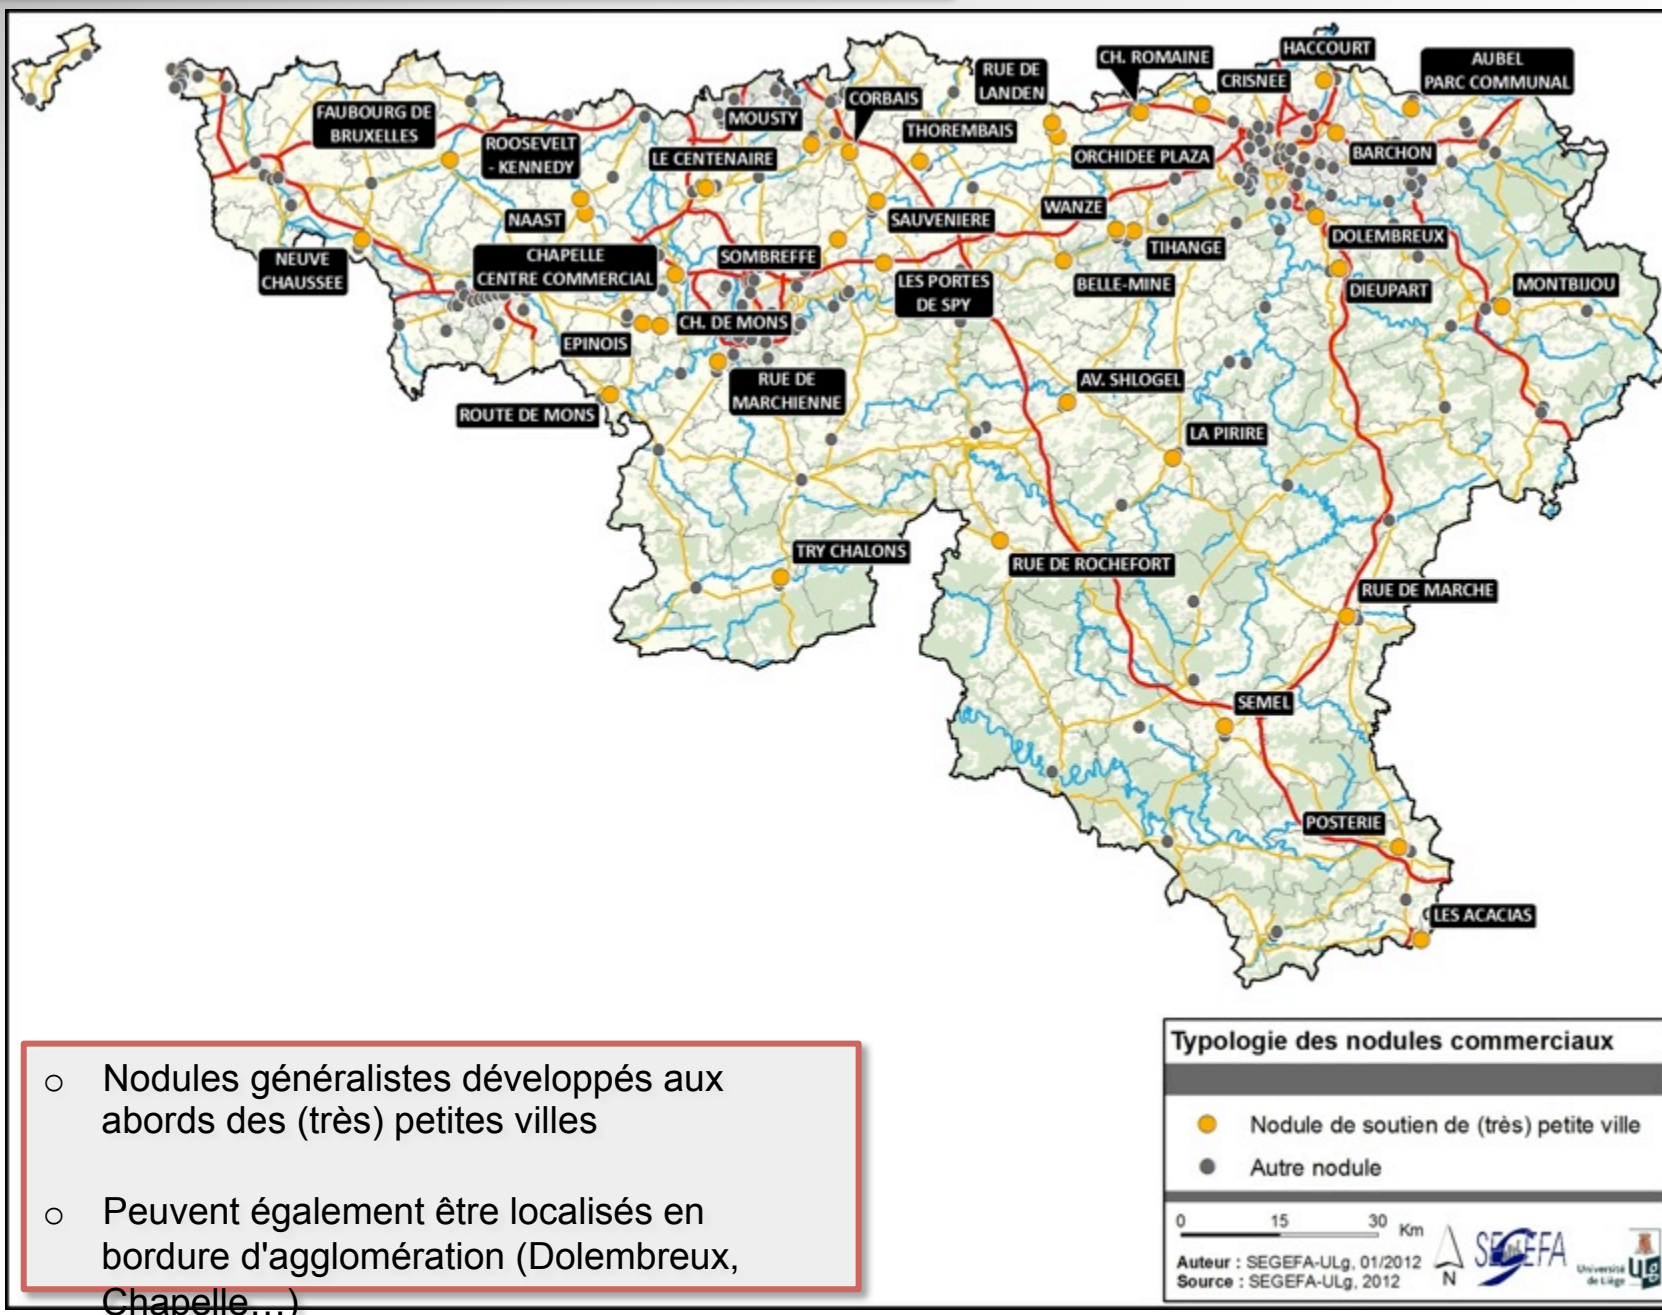 HACCOURT
CH. ROMAINE
AUBEL
PARC COMMUNAL
RUE DE
LANDEN
CRISNEE
CORBAIS
FAUBOURG DE
BRUXELLES
MOUSTY
THOREMBAIS
ROOSEVELT
- KENNEDY
LE CENTENAIRE
ORCHIDEE PLAZA
BARCHON
NAAST
SAUVENIERE
WANZE
TIHANGE
DOLEMBREUX
NEUVE
CHAUSSEE
CHAPELLE
CENTRE COMMERCIAL
SOMBREFFE
LES PORTES
DE SPY
BELLE-MINE
DIEUPART
MONTBIJOU
CH. DE MONS
EPINOIS
RUE DE
MARCHIENNE
AV. SHLOGEL
ROUTE DE MONS
LA PIRIRE
TRY CHALONS
RUE DE ROCHEFORT
RUE DE MARCHE
SEMEL
POSTERIE
LES ACACIAS
o Nodules généralistes développés aux
abords des (très) petites villes
o Peuvent également être localisés en
bordure d'agglomération (Dolembreux,
Chapelle…)
Typologie des nodules commerciaux
Nodule de soutien de (très) petite ville
Autre nodule
0 15 30 Km
Auteur : SEGEFA-ULg, 01/2012
Source : SEGEFA-ULg, 2012
N
SEGEFA
Université
de Liège
ULg